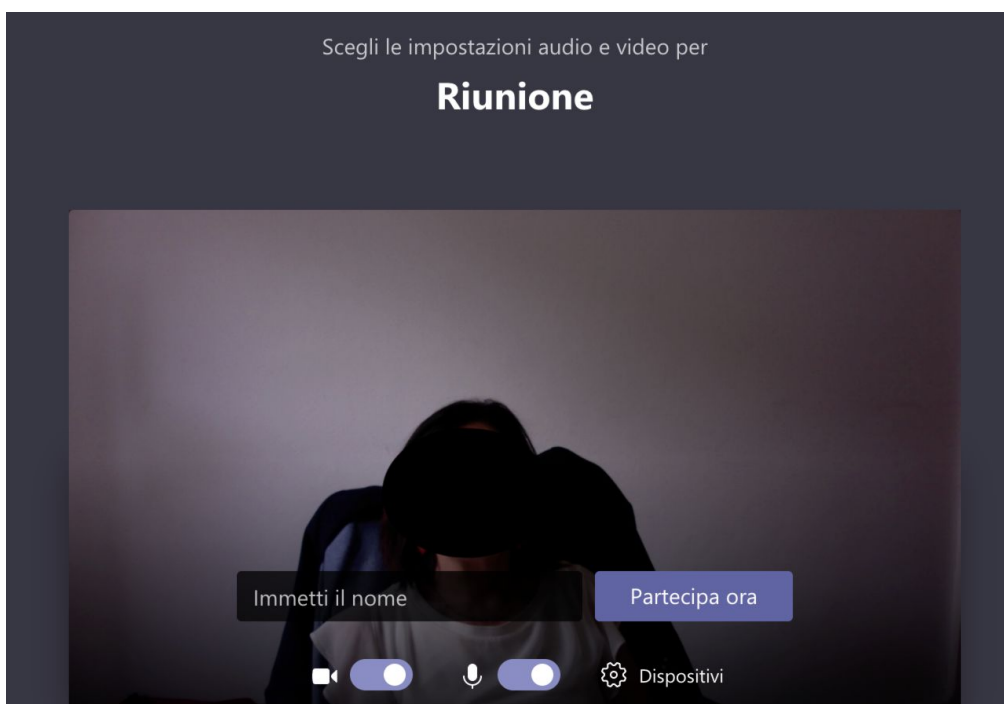 Scegli le impostazioni audio e video per
Riunione
Immetti il nome
Partecipa ora
Dispositivi